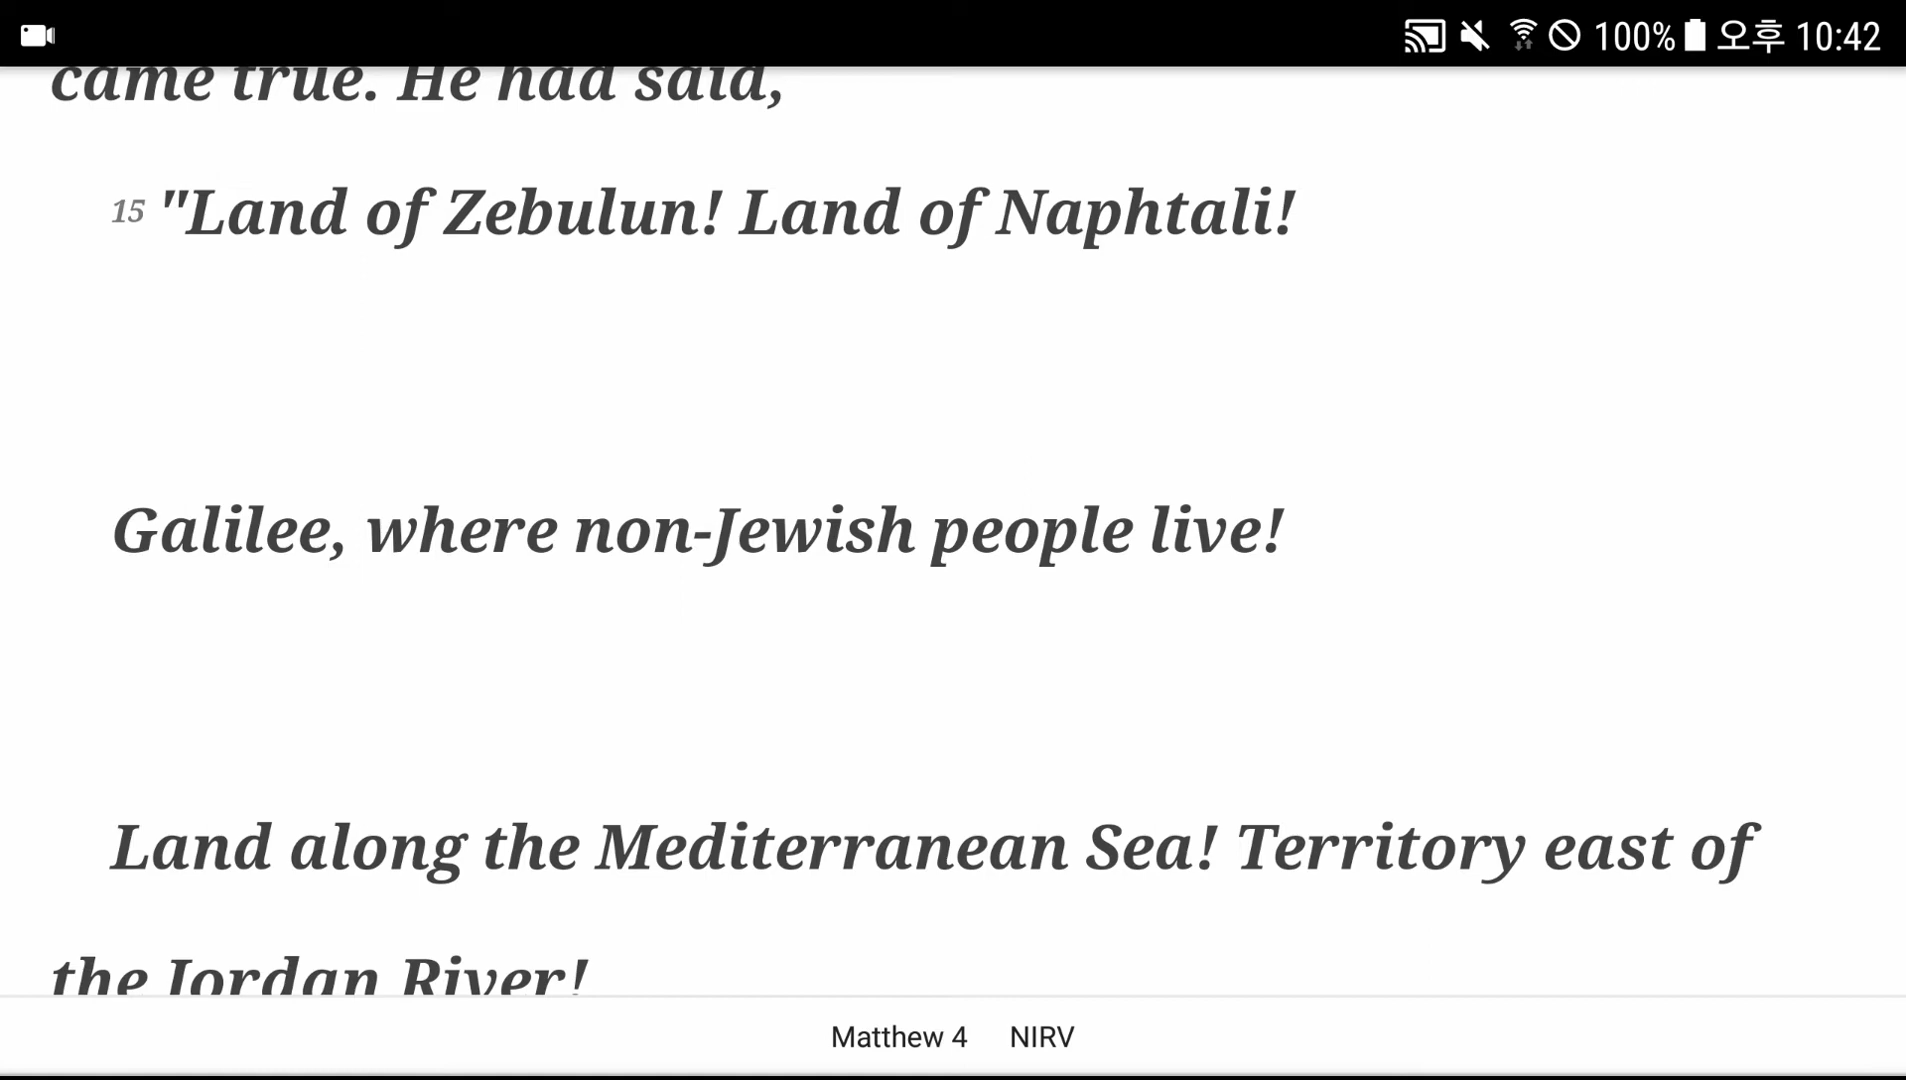 100% 오후 10:42
came true. He had said,
15 "Land of Zebulun! Land of Naphtali!
Galilee, where non-Jewish people live!
Land along the Mediterranean Sea! Territory east of
the Jordan River!
Matthew 4 NIRV